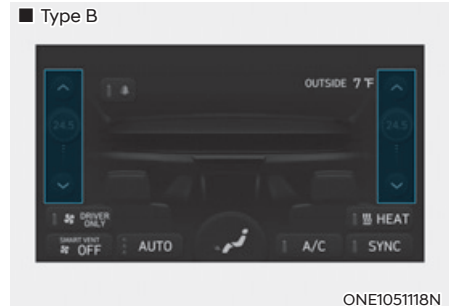 ■ Type B
OUTSIDE 7 °F
24.5
24.5
DRIVER
ONLY
HEAT
SMART VENT
OFF
AUTO
A/C
SYNC
ONE1051118N